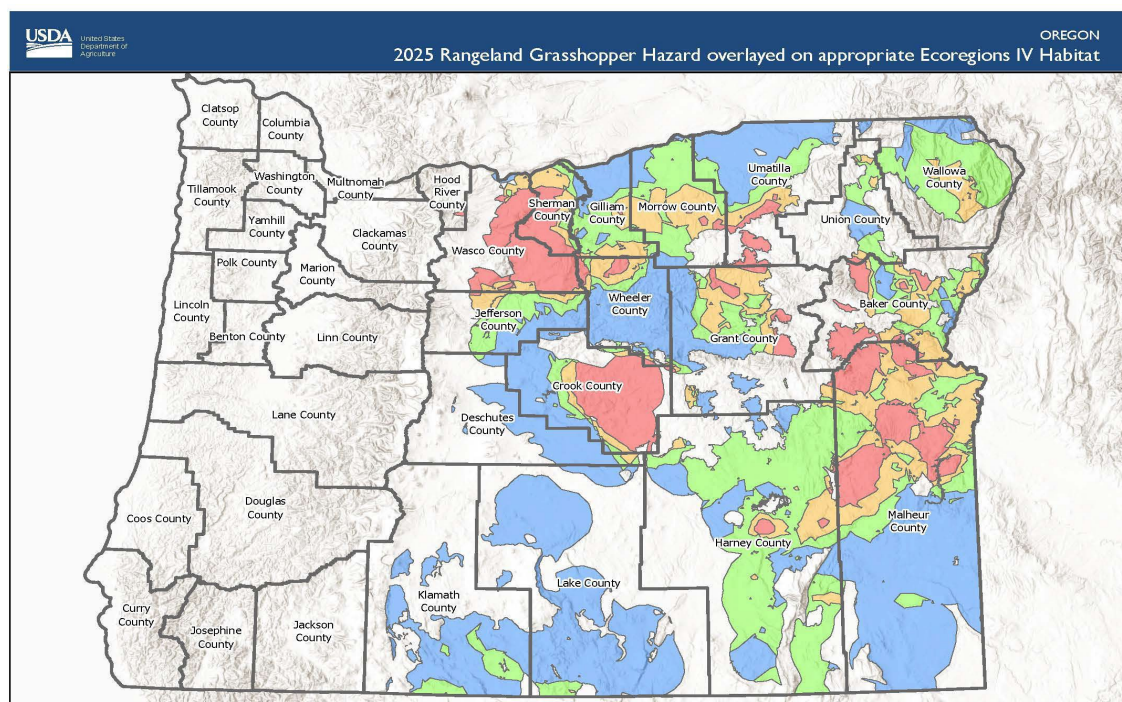 USDA
United States
Department of
Agriculture
OREGON
2025 Rangeland Grasshopper Hazard overlayed on appropriate Ecoregions IV Habitat
Clatsop
County
Columbia
County
Tillamook
County
Washington
County
Multnomah
County
Hood
River
County
Yamhill
County
Clackamas
County
Polk County
Marion
County
Wasco County
Sherman
County
Gilliam
County
Morrow County
Umatilla
County
Union County
Wallowa
County
Lincoln
County
Benton County
Linn County
Jefferson
County
Wheeler
County
Grant County
Baker County
Lane County
Crook County
Deschutes
County
Coos County
Douglas
County
Harney County
Malheur
County
Curry
County
Josephine
County
Jackson
County
Klamath
County
Lake County